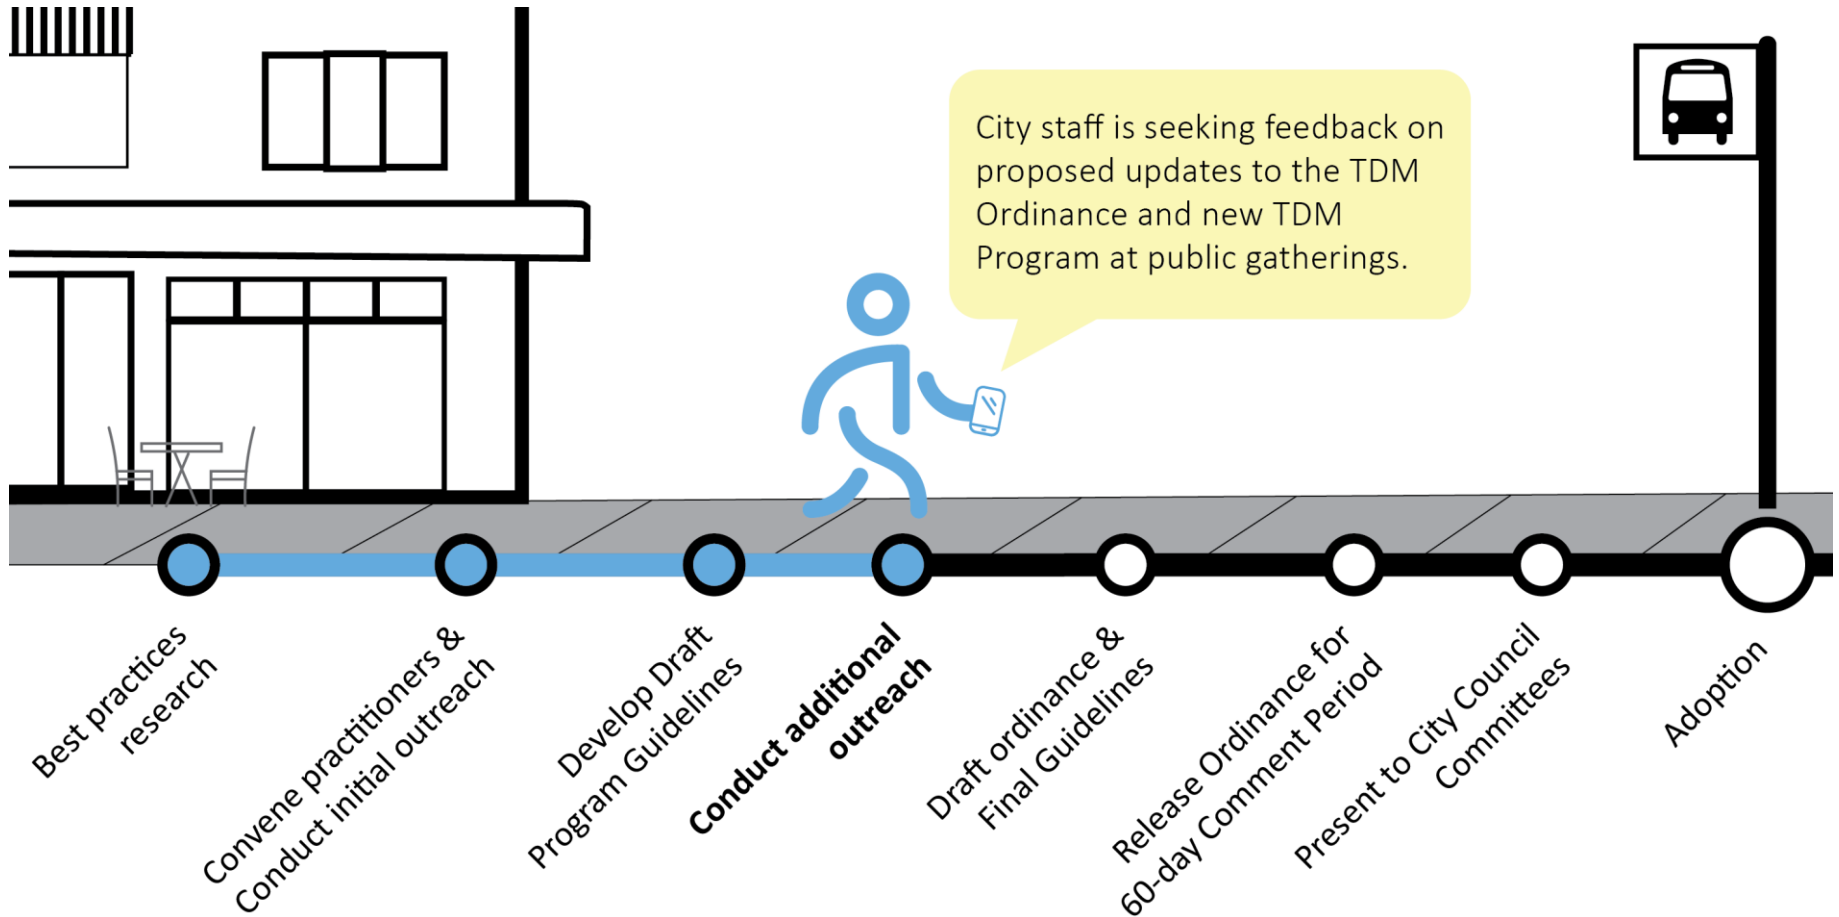 City staff is seeking feedback on
proposed updates to the TDM
Ordinance and new TDM
Program at public gatherings.
Best practices
research
Convene practitioners &
Conduct initial outreach
Develop Draft
Program Guidelines
Conduct additional
outreach
Draft ordinance &
Final Guidelines
Release Ordinance for
60-day Comment Period
Present to City Council
Committees
Adoption